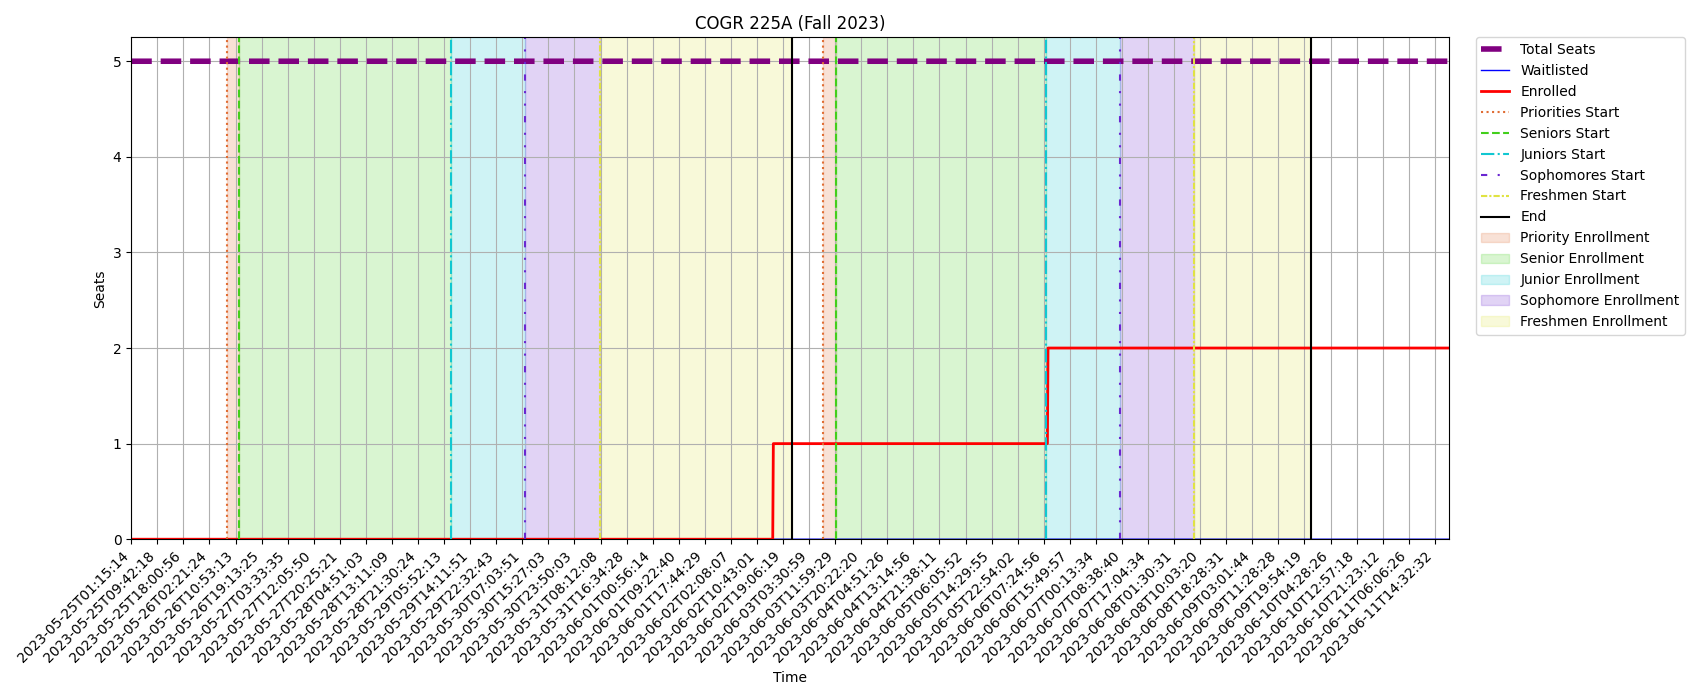 COGR 225A (Fall 2023)
Seats
5
4
3
2
1
0
2023-05-25T01:15:14
2023-05-25T09:42:18
2023-05-25T18:00:56
2023-05-26T02:21:24
2023-05-26T10:53:13
2023-05-26T19:13:25
2023-05-27T03:33:35
2023-05-27T12:05:50
2023-05-27T20:25:21
2023-05-28T04:51:03
2023-05-28T13:11:09
2023-05-28T21:30:24
2023-05-29T05:52:13
2023-05-29T14:11:51
2023-05-29T22:32:43
2023-05-30T07:03:51
2023-05-30T15:27:03
2023-05-30T23:50:03
2023-05-31T08:12:08
2023-05-31T16:34:28
2023-06-01T00:56:14
2023-06-01T09:22:40
2023-06-01T17:44:29
2023-06-02T02:08:07
2023-06-02T10:43:01
2023-06-02T19:06:19
2023-06-03T03:30:59
2023-06-03T11:59:29
2023-06-03T20:22:20
2023-06-04T04:51:26
2023-06-04T13:14:56
2023-06-04T21:38:11
2023-06-05T06:05:52
2023-06-05T14:29:55
2023-06-05T22:54:02
2023-06-06T07:24:56
2023-06-06T15:49:57
2023-06-07T00:13:34
2023-06-07T08:38:40
2023-06-07T17:04:34
2023-06-08T01:30:31
2023-06-08T10:03:20
2023-06-08T18:28:31
2023-06-09T03:01:44
2023-06-09T11:28:28
2023-06-09T19:54:19
2023-06-10T04:28:26
2023-06-10T12:57:18
2023-06-10T21:23:12
2023-06-11T06:06:26
2023-06-11T14:32:32
Time
Total Seats
Waitlisted
Enrolled
Priorities Start
Seniors Start
Juniors Start
Sophomores Start
Freshmen Start
End
Priority Enrollment
Senior Enrollment
Junior Enrollment
Sophomore Enrollment
Freshmen Enrollment